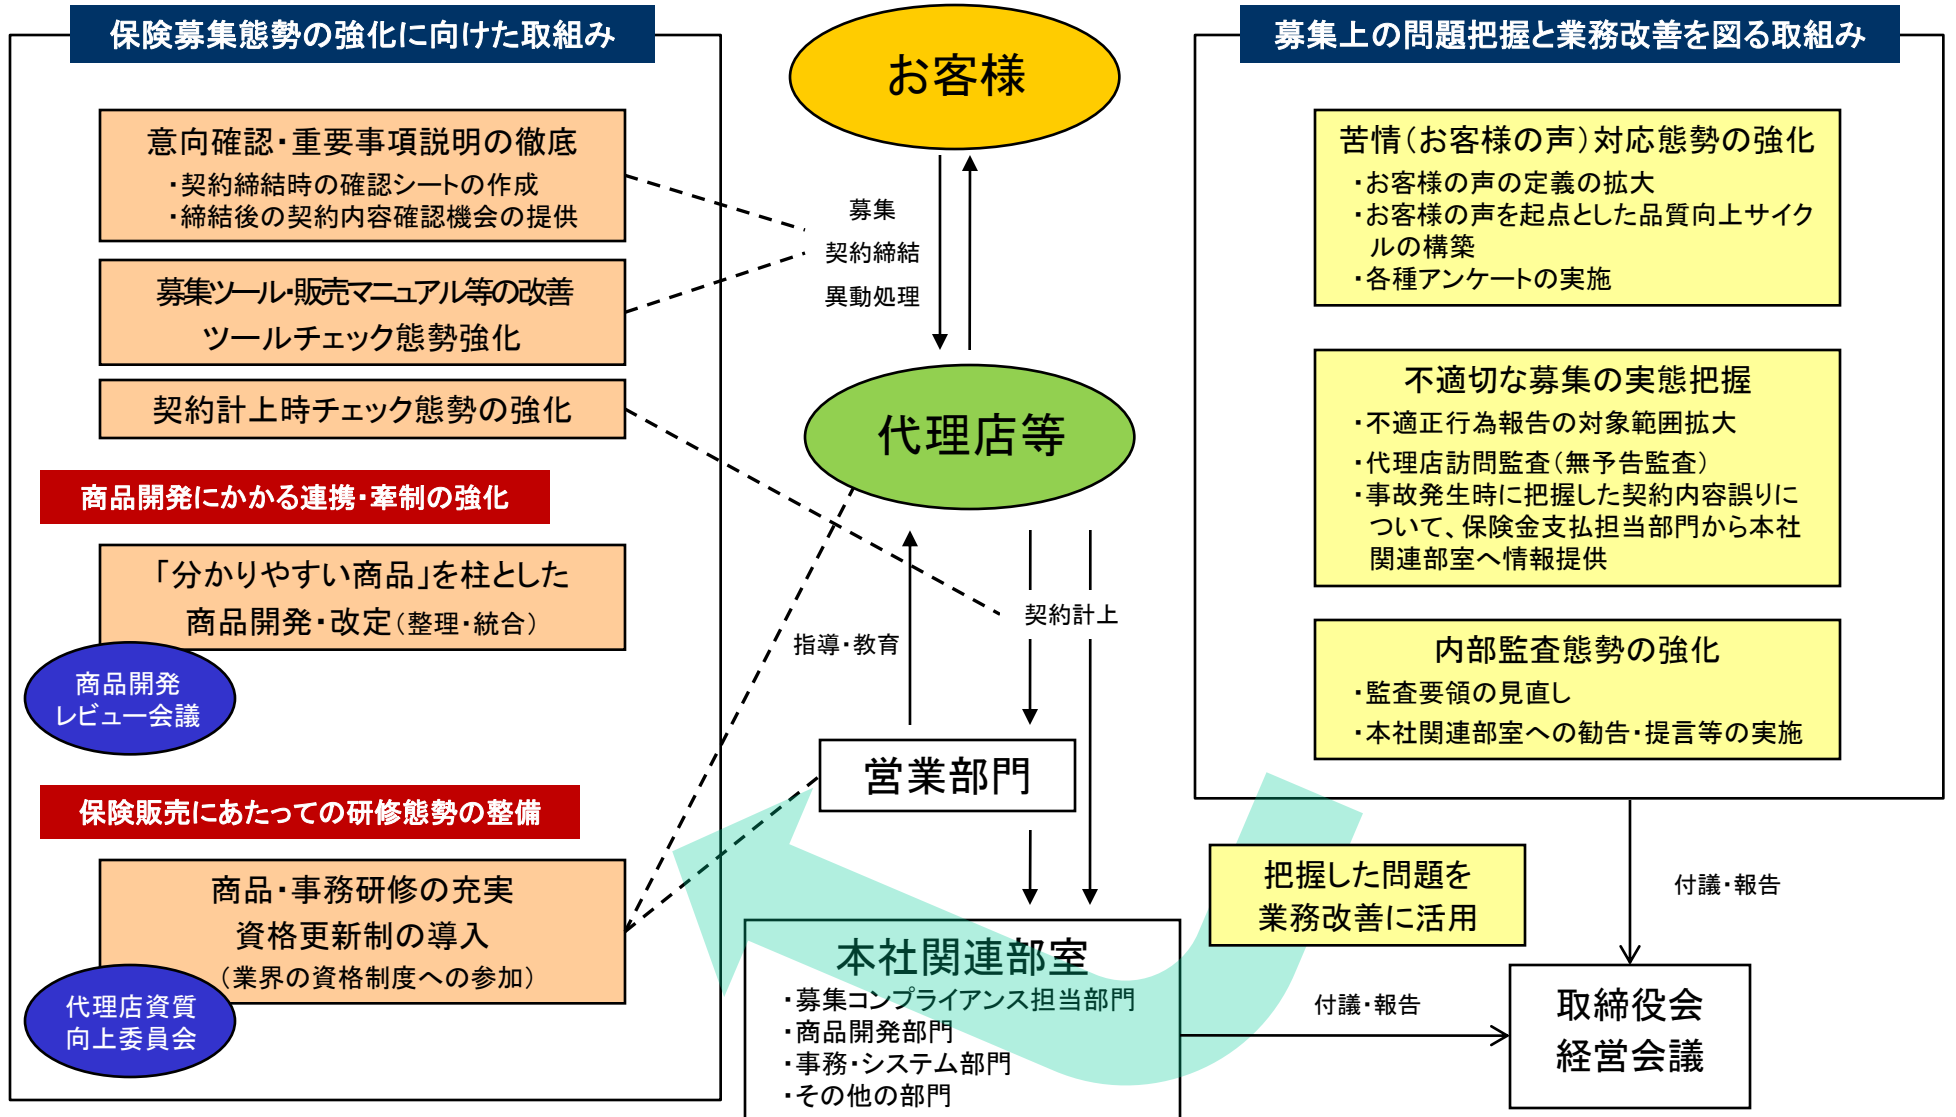 保険募集態勢の強化に向けた取組み
意向確認・重要事項説明の徹底
・契約締結時の確認シートの作成
・締結後の契約内容確認機会の提供
募集ツール・販売マニュアル等の改善
ツールチェック態勢強化
契約計上時チェック態勢の強化
商品開発にかかる連携・牽制の強化
「分かりやすい商品」を柱とした
商品開発・改定（整理・統合）
商品開発
レビュー会議
保険販売にあたっての研修態勢の整備
商品・事務研修の充実
資格更新制の導入
（業界の資格制度への参加）
代理店資質
向上委員会
お客様
募集
契約締結
異動処理
代理店等
指導・教育
契約計上
営業部門
本社関連部室
・募集コンプライアンス担当部門
・商品開発部門
・事務・システム部門
・その他の部門
募集上の問題把握と業務改善を図る取組み
苦情（お客様の声）対応態勢の強化
・お客様の声の定義の拡大
・お客様の声を起点とした品質向上サイク
ルの構築
・各種アンケートの実施
不適切な募集の実態把握
・不適正行為報告の対象範囲拡大
・代理店訪問監査（無予告監査）
・事故発生時に把握した契約内容誤りに
ついて、保険金支払担当部門から本社
関連部室へ情報提供
内部監査態勢の強化
・監査要領の見直し
・本社関連部室への勧告・提言等の実施
把握した問題を
業務改善に活用
付議・報告
付議・報告
取締役会
経営会議